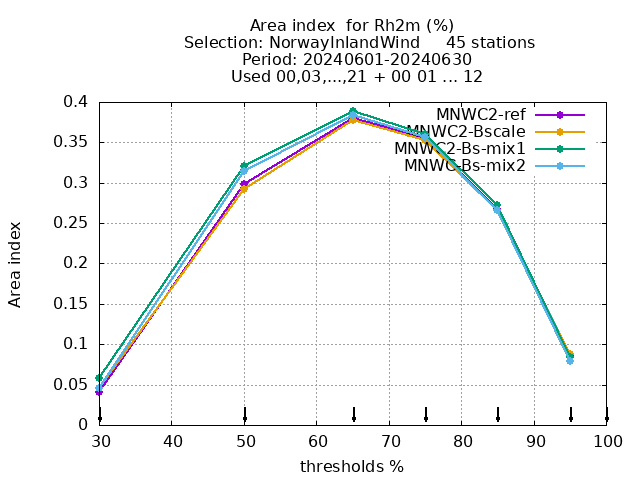 Area index  for Rh2m (%)
Selection: NorwayInlandWind     45 stations
Period: 20240601-20240630
Used 00,03,...,21 + 00 01 ... 12
MNWC2-ref
MNWC2-Bscale
MNWC2-Bs-mix1
MNWC-Bs-mix2
0.4
0.35
0.3
0.25
0.2
0.15
0.1
0.05
0
Area index
30 40 50 60 70 80 90 100
thresholds %